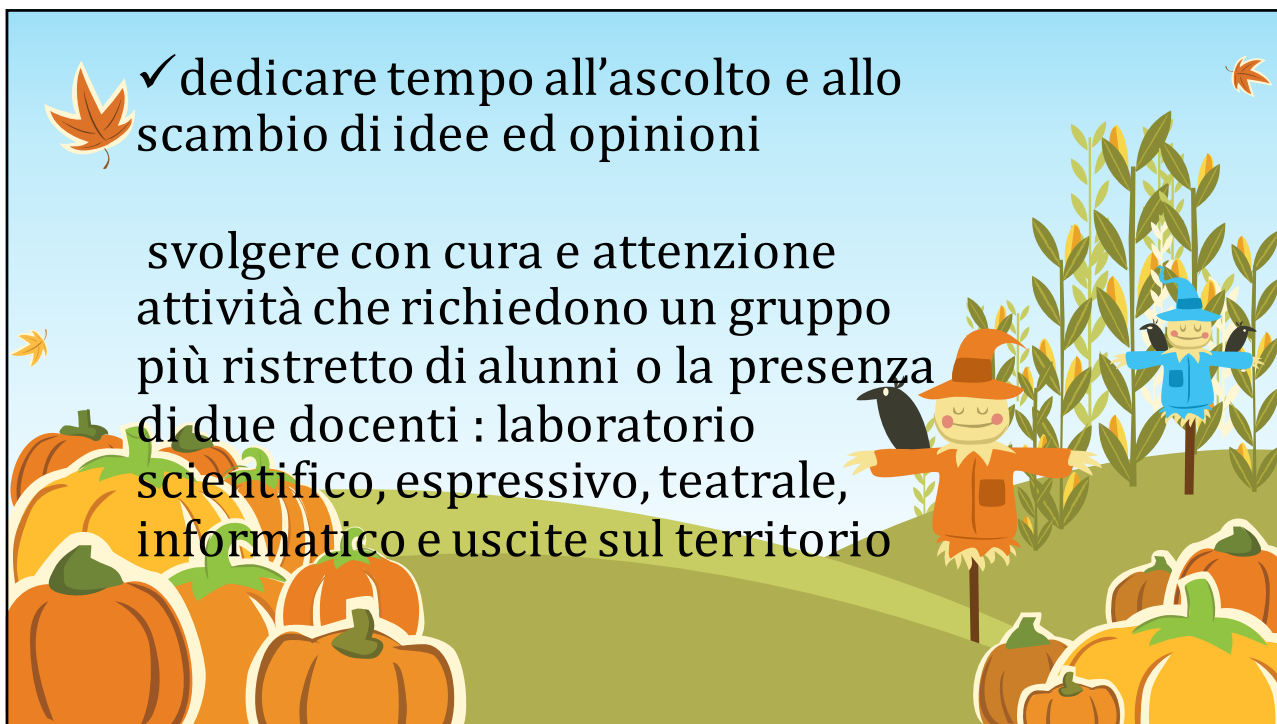 ✓dedicare tempo all’ascolto e allo
scambio di idee ed opinioni
svolgere con cura e attenzione
attività che richiedono un gruppo
più ristretto di alunni o la presenza
di due docenti : laboratorio
scientifico, espressivo, teatrale,
informatico e uscite sul territorio